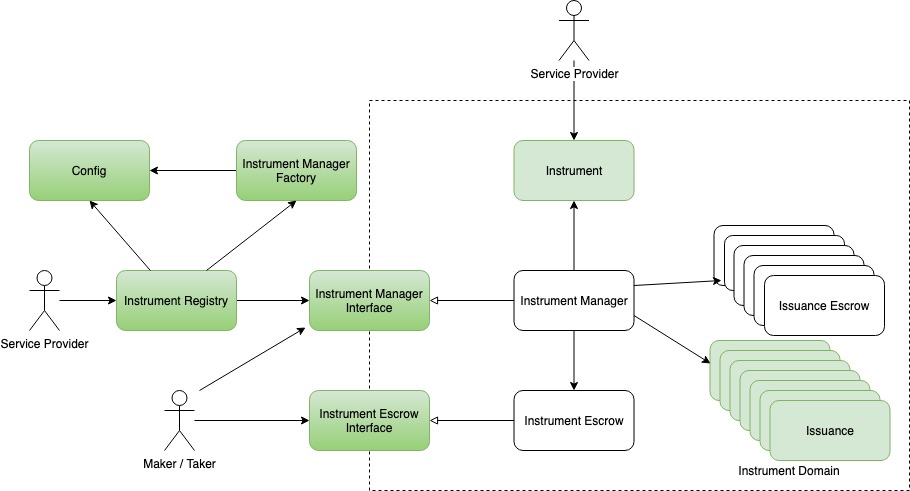 Service Provider
Config
Instrument Manager
Factory
Instrument
Service Provider
Instrument Registry
Instrument Manager
Interface
Instrument Manager
Issuance Escrow
Maker / Taker
Instrument Escrow
Interface
Instrument Escrow
Issuance
Instrument Domain